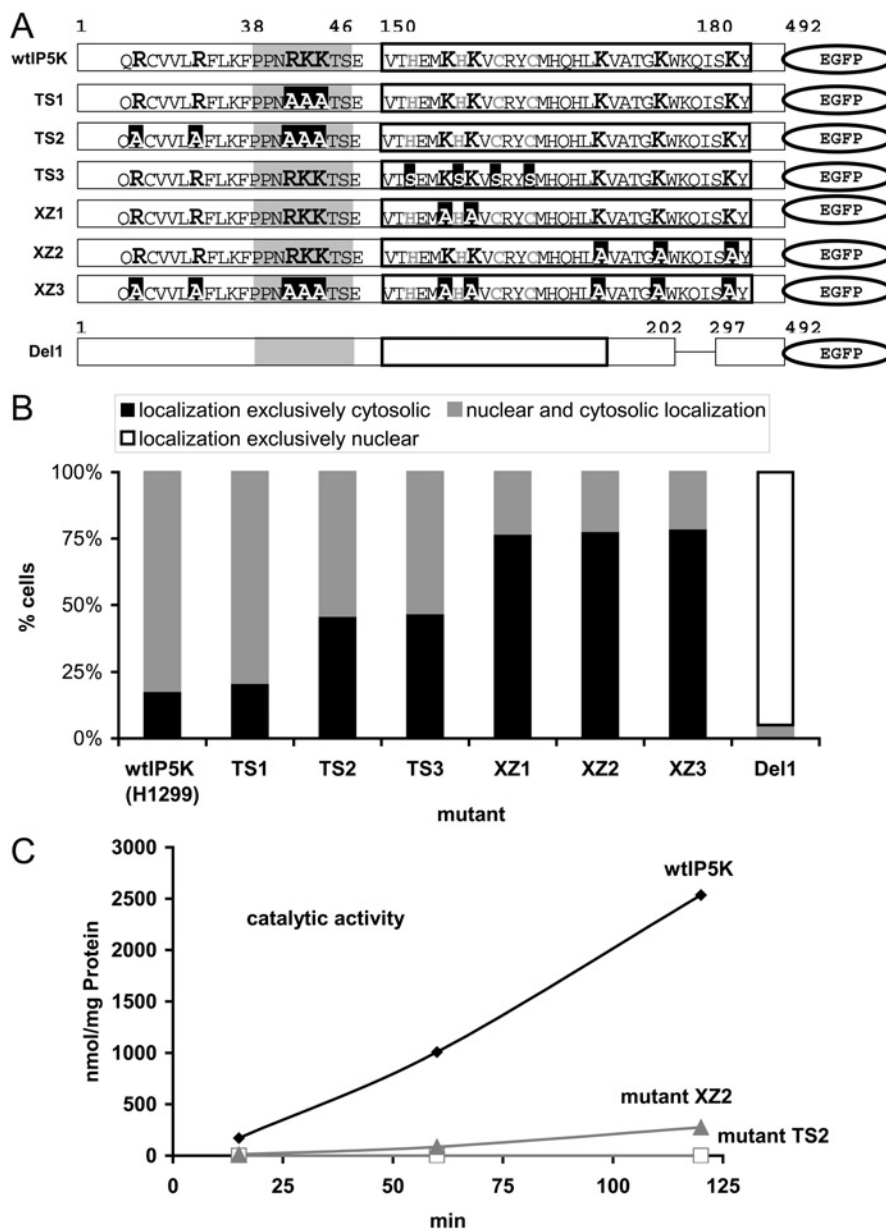 A
1 38 46 150 180 492
wtIP5K QRCVVLRFLKFPPNRKKTSE VTHEMKHKVCRYCMHQHLKVATGKWKQISKY EGFP
TS1 QRCVVLRFLKFPPNAAATSE VTHEMKHKVCRYCMHQHLKVATGKWKQISKY EGFP
TS2 QACVVLAFLKFPPNAAATSE VTHEMKHKVCRYCMHQHLKVATGKWKQISKY EGFP
TS3 QRCVVLRFLKFPPNRKKTSE VTSEMKSKVSRYSMHQHLKVATGKWKQISKY EGFP
XZ1 QRCVVLRFLKFPPNRKKTSE VTHEMAHAVCRYCMHQHLKVATGKWKQISKY EGFP
XZ2 QRCVVLRFLKFPPNRKKTSE VTHEMKHKVCRYCMHQHLAVATGAWKQISAY EGFP
XZ3 QACVVLAFLKFPPNAAATSE VTHEMAHAVCRYCMHQHLAVATGAWKQISAY EGFP
1 202 297 492
Del1 EGFP
B
localization exclusively cytosolic nuclear and cytosolic localization
localization exclusively nuclear
100%
75%
50%
25%
0%
% cells
wtIP5K TS1 TS2 TS3 XZ1 XZ2 XZ3 Del1
(H1299)
mutant
C
3000
2500
2000
1500
1000
500
0
nmol/mg Protein
catalytic activity
wtIP5K
mutant XZ2
mutant TS2
0 25 50 75 100 125
min